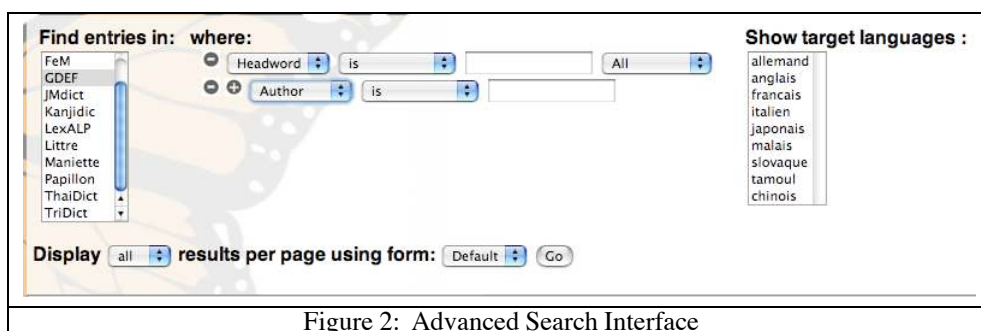 Find entries in: where:
Show target languages :
FeM
GDEF
JMdict
Kanjidic
LexALP
Littre
Maniette
Papillon
ThaiDict
TriDict
Headword is All
Author is
allemand
anglais
francais
italien
japonais
malais
slovaque
tamoul
chinois
Display all results per page using form: Default Go
Figure 2: Advanced Search Interface